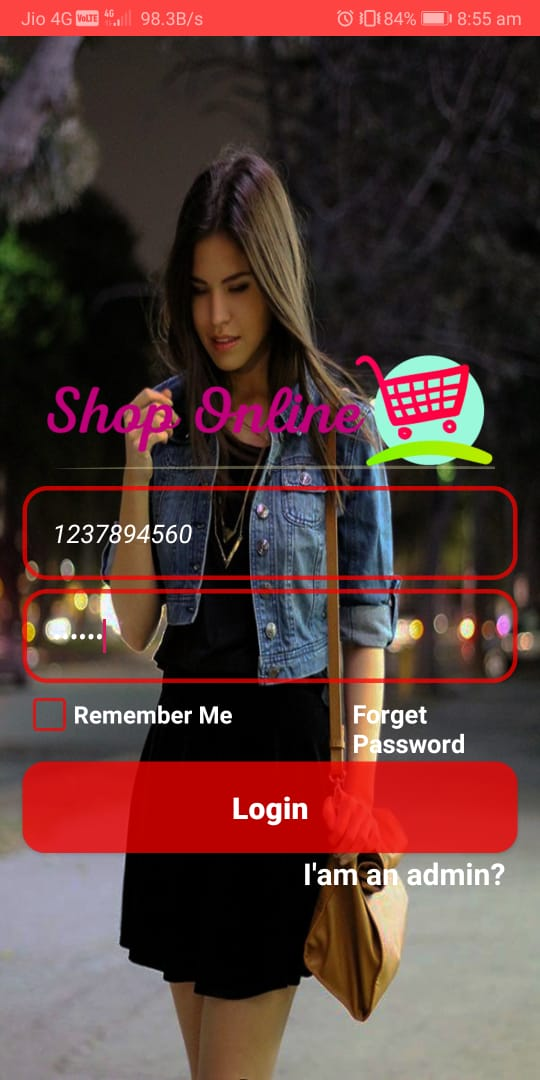 Jio 4G VoLTE 4G 98.3B/s 84% 8:55 am
Shop Online
1237894560
Remember Me
Forget
Password
Login
I'am an admin?